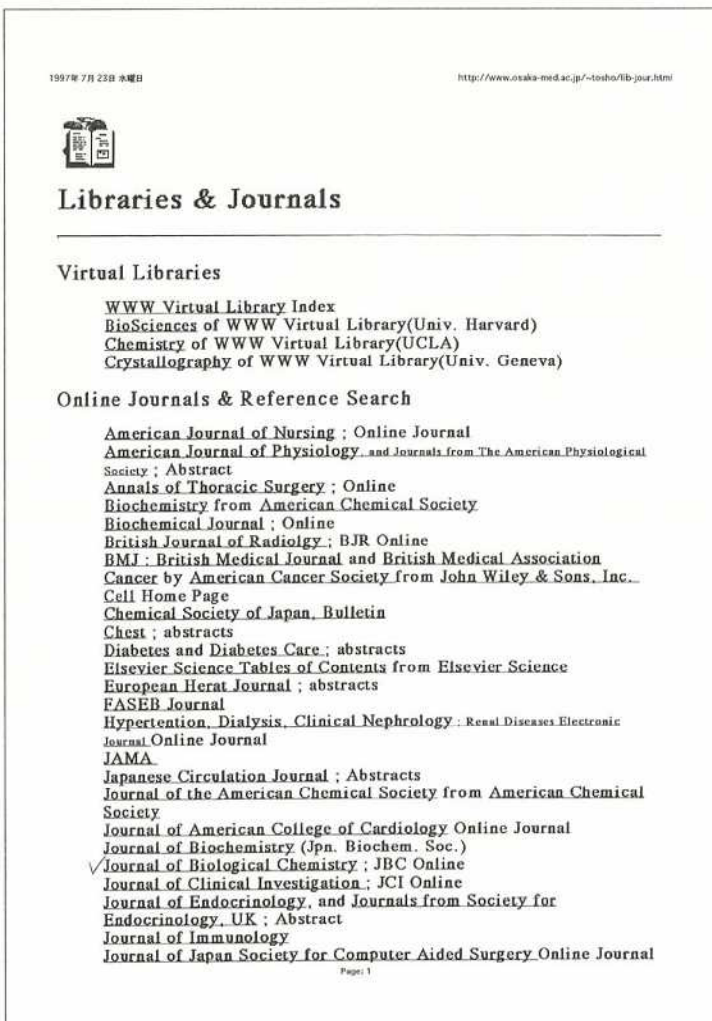 1997年 7月 23日 水曜日
http://www.osaka-med.ac.jp/~tosho/lib-jour.html
Libraries & Journals
Virtual Libraries
WWW Virtual Library Index
BioSciences of WWW Virtual Library(Univ. Harvard)
Chemistry of WWW Virtual Library(UCLA)
Crystallography of WWW Virtual Library(Univ. Geneva)
Online Journals & Reference Search
American Journal of Nursing ; Online Journal
American Journal of Physiology, and Journals from The American Physiological
Society ; Abstract
Annals of Thoracic Surgery ; Online
Biochemistry from American Chemical Society
Biochemical Journal ; Online
British Journal of Radiolgy ; BJR Online
BMJ : British Medical Journal and British Medical Association
Cancer by American Cancer Society from John Wiley & Sons, Inc.
Cell Home Page
Chemical Society of Japan, Bulletin
Chest ; abstracts
Diabetes and Diabetes Care ; abstracts
Elsevier Science Tables of Contents from Elsevier Science
European Herat Journal ; abstracts
FASEB Journal
Hypertention, Dialysis, Clinical Nephrology : Renal Diseases Electronic
Journal Online Journal
JAMA
Japanese Circulation Journal ; Abstracts
Journal of the American Chemical Society from American Chemical
Society
Journal of American College of Cardiology Online Journal
Journal of Biochemistry (Jpn. Biochem. Soc.)
✓Journal of Biological Chemistry ; JBC Online
Journal of Clinical Investigation ; JCI Online
Journal of Endocrinology, and Journals from Society for
Endocrinology, UK ; Abstract
Journal of Immunology
Journal of Japan Society for Computer Aided Surgery Online Journal
Page: 1